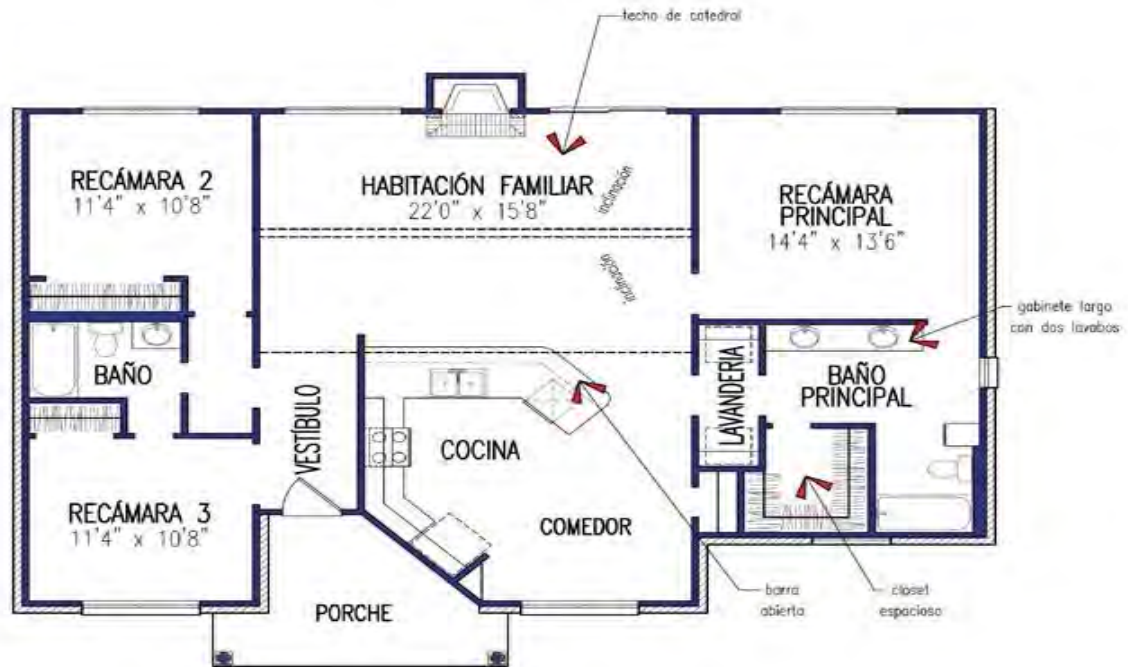 techo de catedral
RECÁMARA 2
11'4" x 10'8"
HABITACIÓN FAMILIAR
22'0" x 15'8"
inclinación
inclinación
RECÁMARA
PRINCIPAL
14'4" x 13'6"
gabinete largo
con dos lavabos
BAÑO
VESTÍBULO
COCINA
LAVANDERIA
BAÑO
PRINCIPAL
RECÁMARA 3
11'4" x 10'8"
COMEDOR
PORCHE
barra
abierta
closet
espacioso